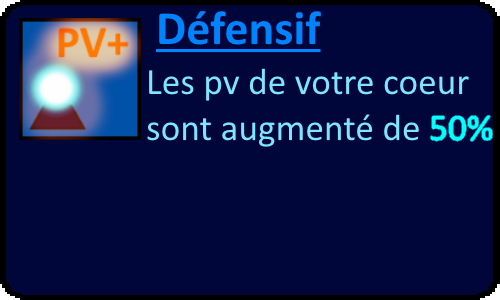 PV+
Défensif
Les pv de votre coeur
sont augmenté de 50%